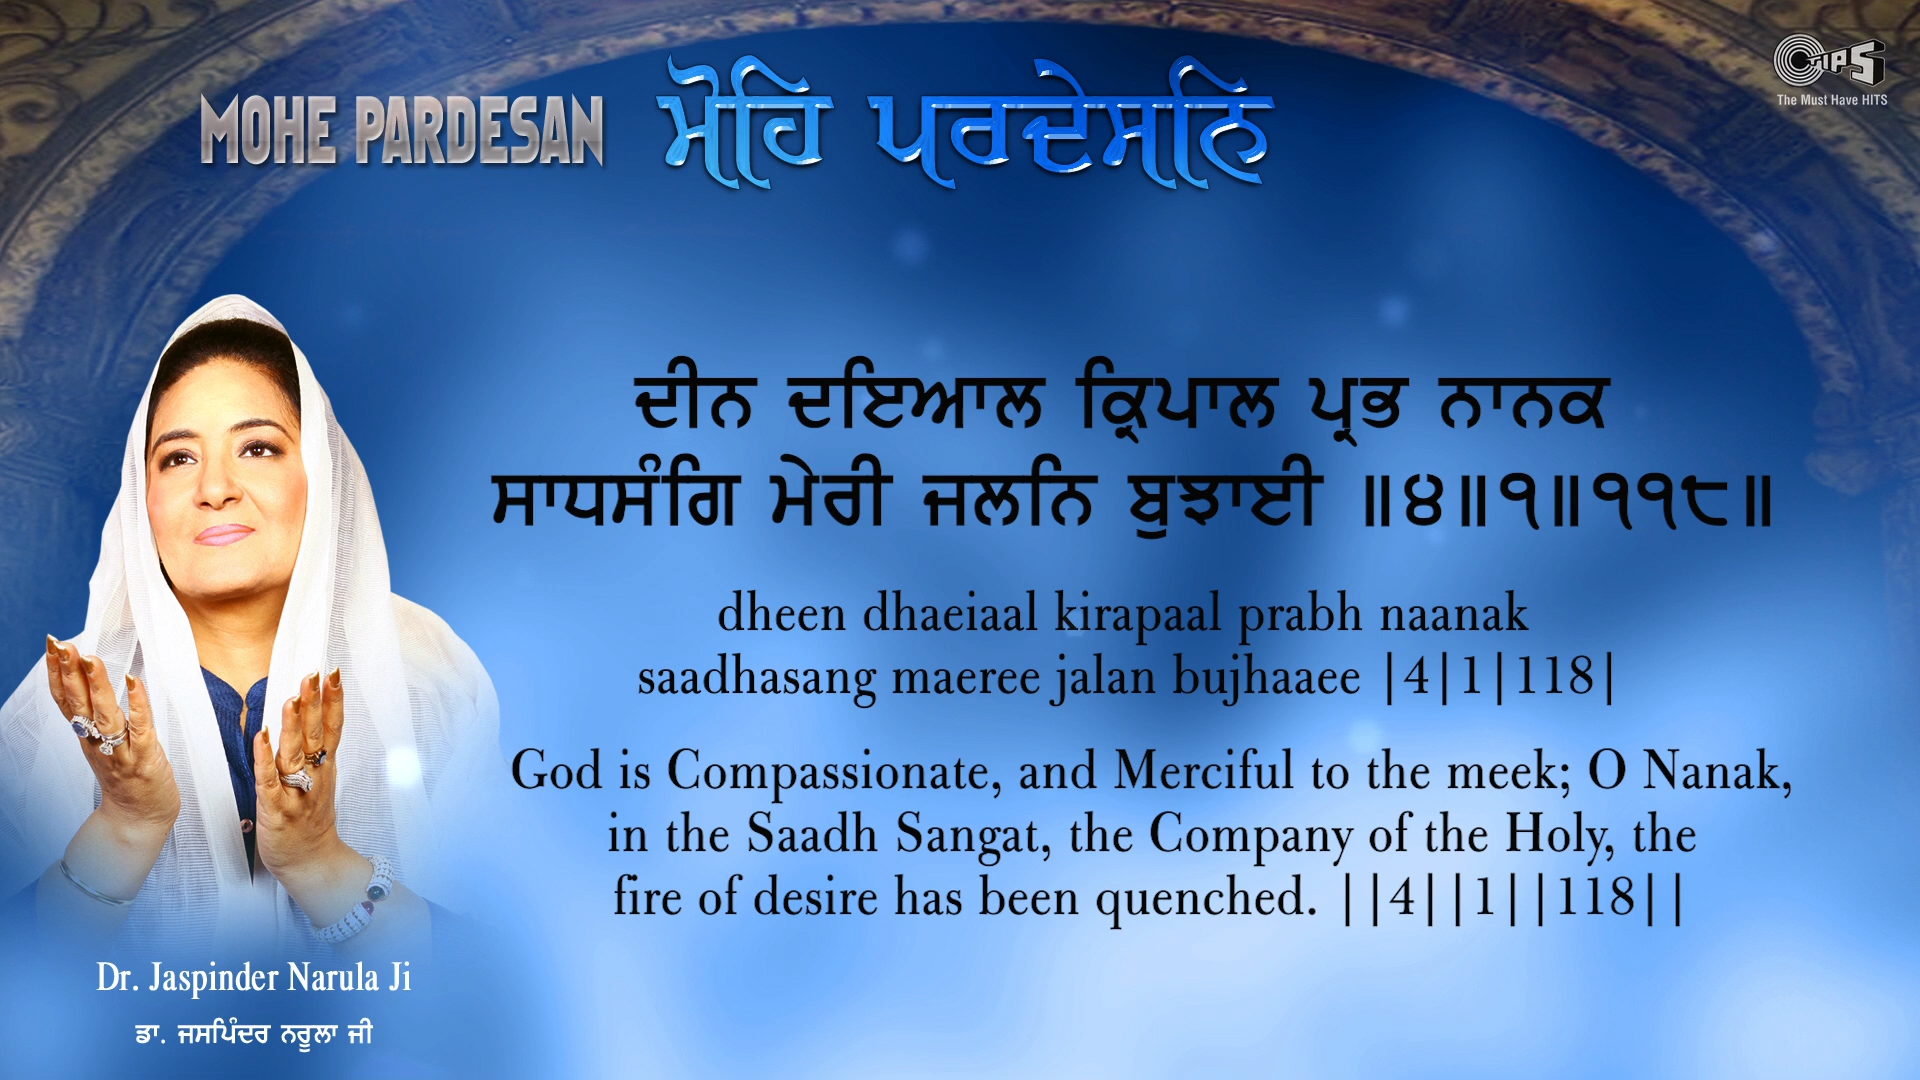 MOHE PARDESAN ਮੋਹਿ ਪਰਦੇਸਨਿ
TIPS
The Must Have HITS
ਦੀਨ ਦਇਆਲ ਕ੍ਰਿਪਾਲ ਪ੍ਰਭ ਨਾਨਕ
ਸਾਧਸੰਗਿ ਮੇਰੀ ਜਲਨਿ ਬੁਝਾਈ ॥੪॥੧॥੧੧੮॥
dheen dhaeiaal kirapaal prabh naanak
saadhasang maeree jalan bujhaaee |4|1|118|
God is Compassionate, and Merciful to the meek; O Nanak,
in the Saadh Sangat, the Company of the Holy, the
fire of desire has been quenched. ||4||1||118||
Dr. Jaspinder Narula Ji
ਡਾ. ਜਸਪਿੰਦਰ ਨਰੂਲਾ ਜੀ